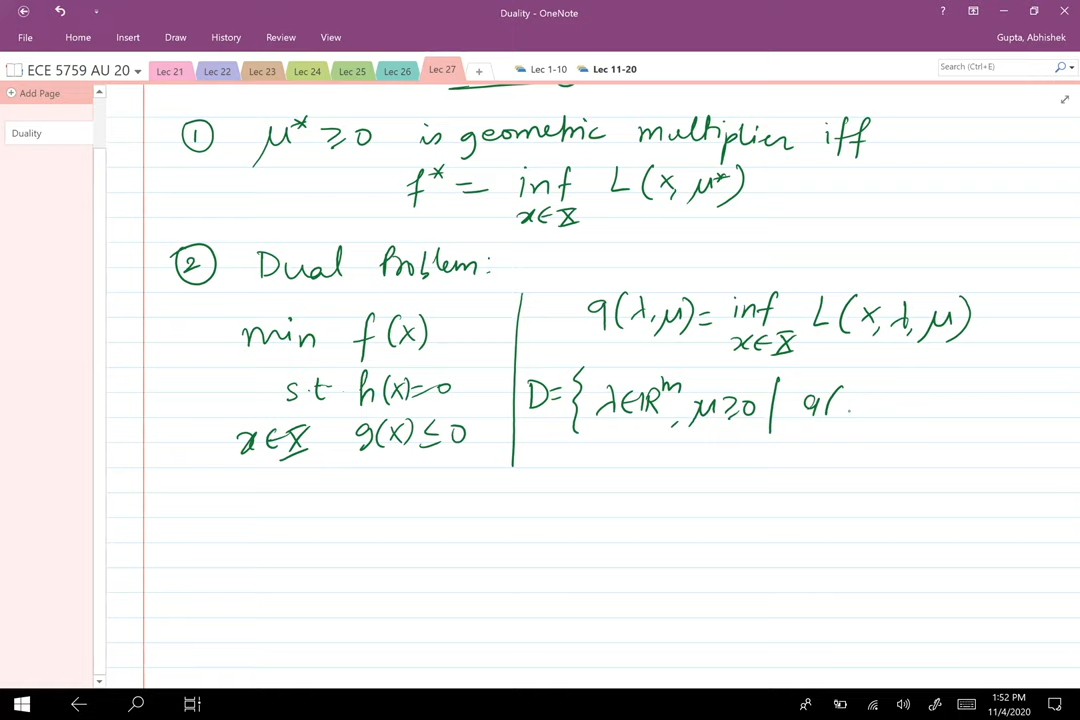 Duality - OneNote
?
File Home Insert Draw History Review View
Gupta, Abhishek
ECE 5759 AU 20 Lec 21 Lec 22 Lec 23 Lec 24 Lec 25 Lec 26 Lec 27 + Lec 1-10 Lec 11-20
Search (Ctrl+E)
Add Page
Duality
① μ* ≥ 0 is geometric multiplier iff
f* = inf L(x, μ*)
x∈X
② Dual Problem:
min f(x)
s.t h(x)=0
x∈X g(x) ≤ 0
q(λ,μ) = inf L(x, λ, μ)
x∈X
D = { λ∈ℝᵐ, μ≥0 | q(
1:52 PM
11/4/2020